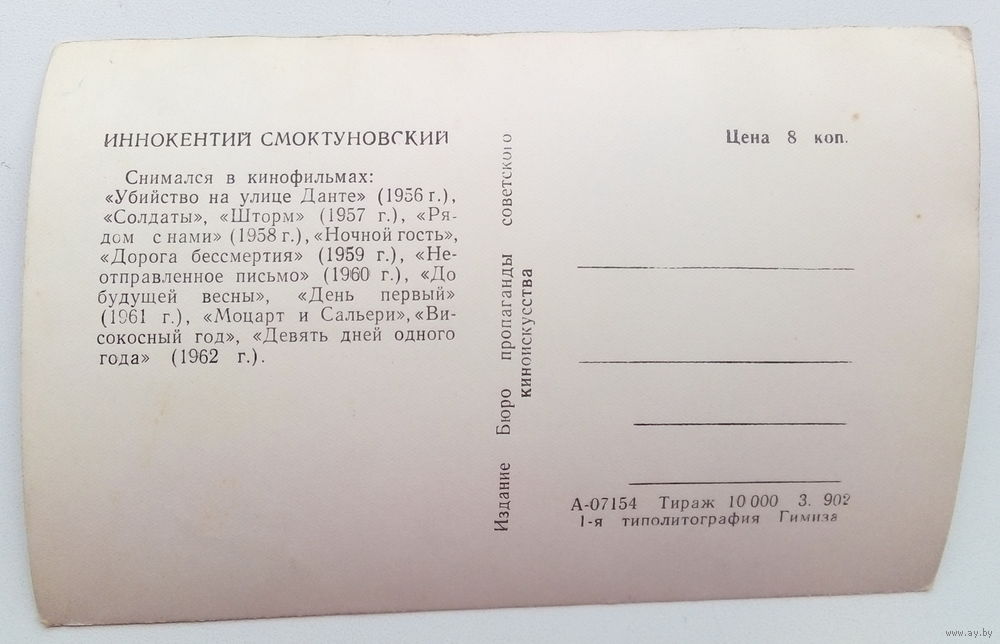 ИННОКЕНТИЙ СМОКТУНОВСКИЙ
Снимался в кинофильмах:
«Убийство на улице Данте» (1956 г.),
«Солдаты», «Шторм» (1957 г.), «Ря-
дом с нами» (1958 г.), «Ночной гость»,
«Дорога бессмертия» (1959 г.), «Не-
отправленное письмо» (1960 г.), «До
будущей весны», «День первый»
(1961 г.), «Моцарт и Сальери», «Ви-
сокосный год», «Девять дней одного
года» (1962 г.).
Издание Бюро пропаганды советского
киноискусства
Цена 8 коп.
А-07154 Тираж 10 000 З. 902
1-я типолитография Гимиза
www.ay.by